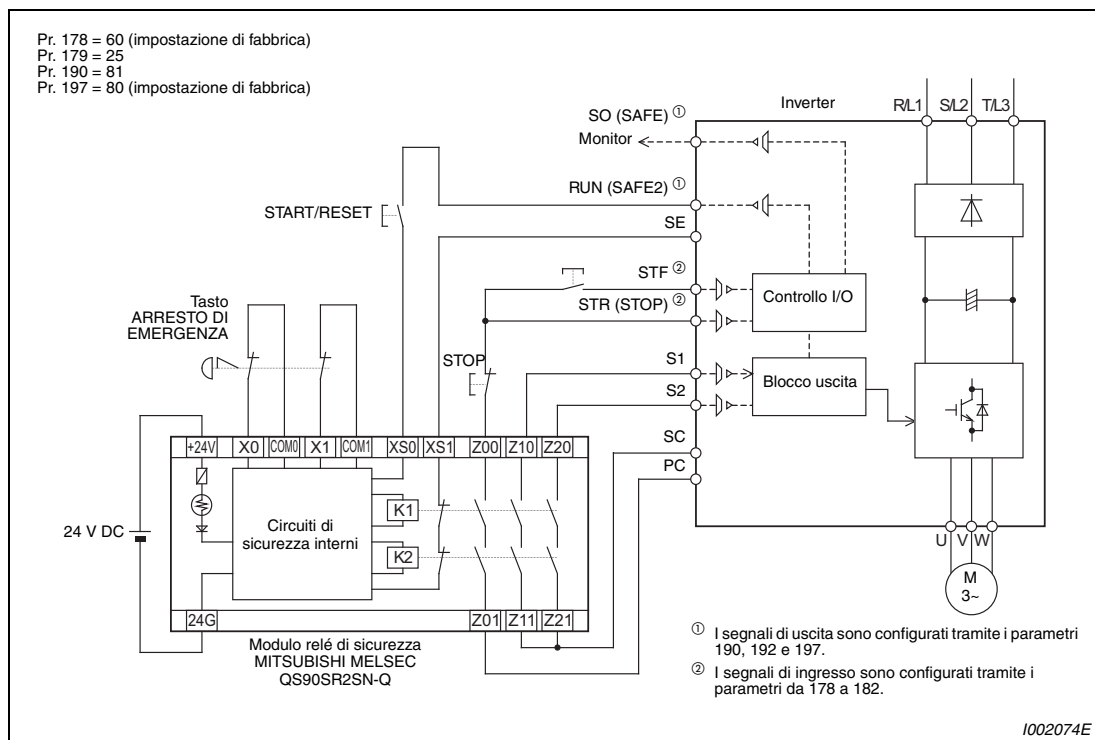 Pr. 178 = 60 (impostazione di fabbrica)
Pr. 179 = 25
Pr. 190 = 81
Pr. 197 = 80 (impostazione di fabbrica)
Inverter
R/L1 S/L2 T/L3
SO (SAFE) ①
Monitor
RUN (SAFE2) ①
START/RESET
SE
STF ②
Controllo I/O
STR (STOP) ②
Tasto
ARRESTO DI
EMERGENZA
STOP
S1
Blocco uscita
S2
SC
PC
+24V X0 COM0 X1 COM1 XS0 XS1 Z00 Z10 Z20
K1
Circuiti di
sicurezza interni
24 V DC
K2
U V W
M
3~
24G Z01 Z11 Z21
Modulo relé di sicurezza
MITSUBISHI MELSEC
QS90SR2SN-Q
① I segnali di uscita sono configurati tramite i parametri
190, 192 e 197.
② I segnali di ingresso sono configurati tramite i
parametri da 178 a 182.
I002074E